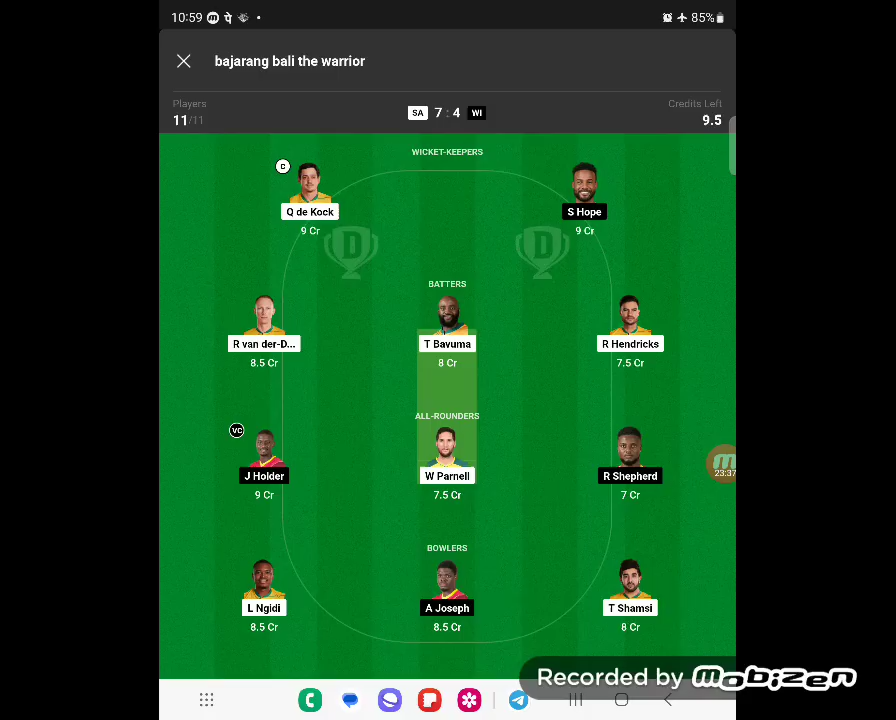 10:59 पे 85%
bajarang bali the warrior
Players
Credits Left
11/11
SA 7 : 4 WI
9.5
WICKET-KEEPERS
C
Q de Kock S Hope
9 Cr 9 Cr
D D
BATTERS
R van der-D... T Bavuma R Hendricks
8.5 Cr 8 Cr 7.5 Cr
ALL-ROUNDERS
VC
J Holder W Parnell R Shepherd
9 Cr 7.5 Cr 7 Cr
23:37
BOWLERS
L Ngidi A Joseph T Shamsi
8.5 Cr 8.5 Cr 8 Cr
Recorded by Mobizen